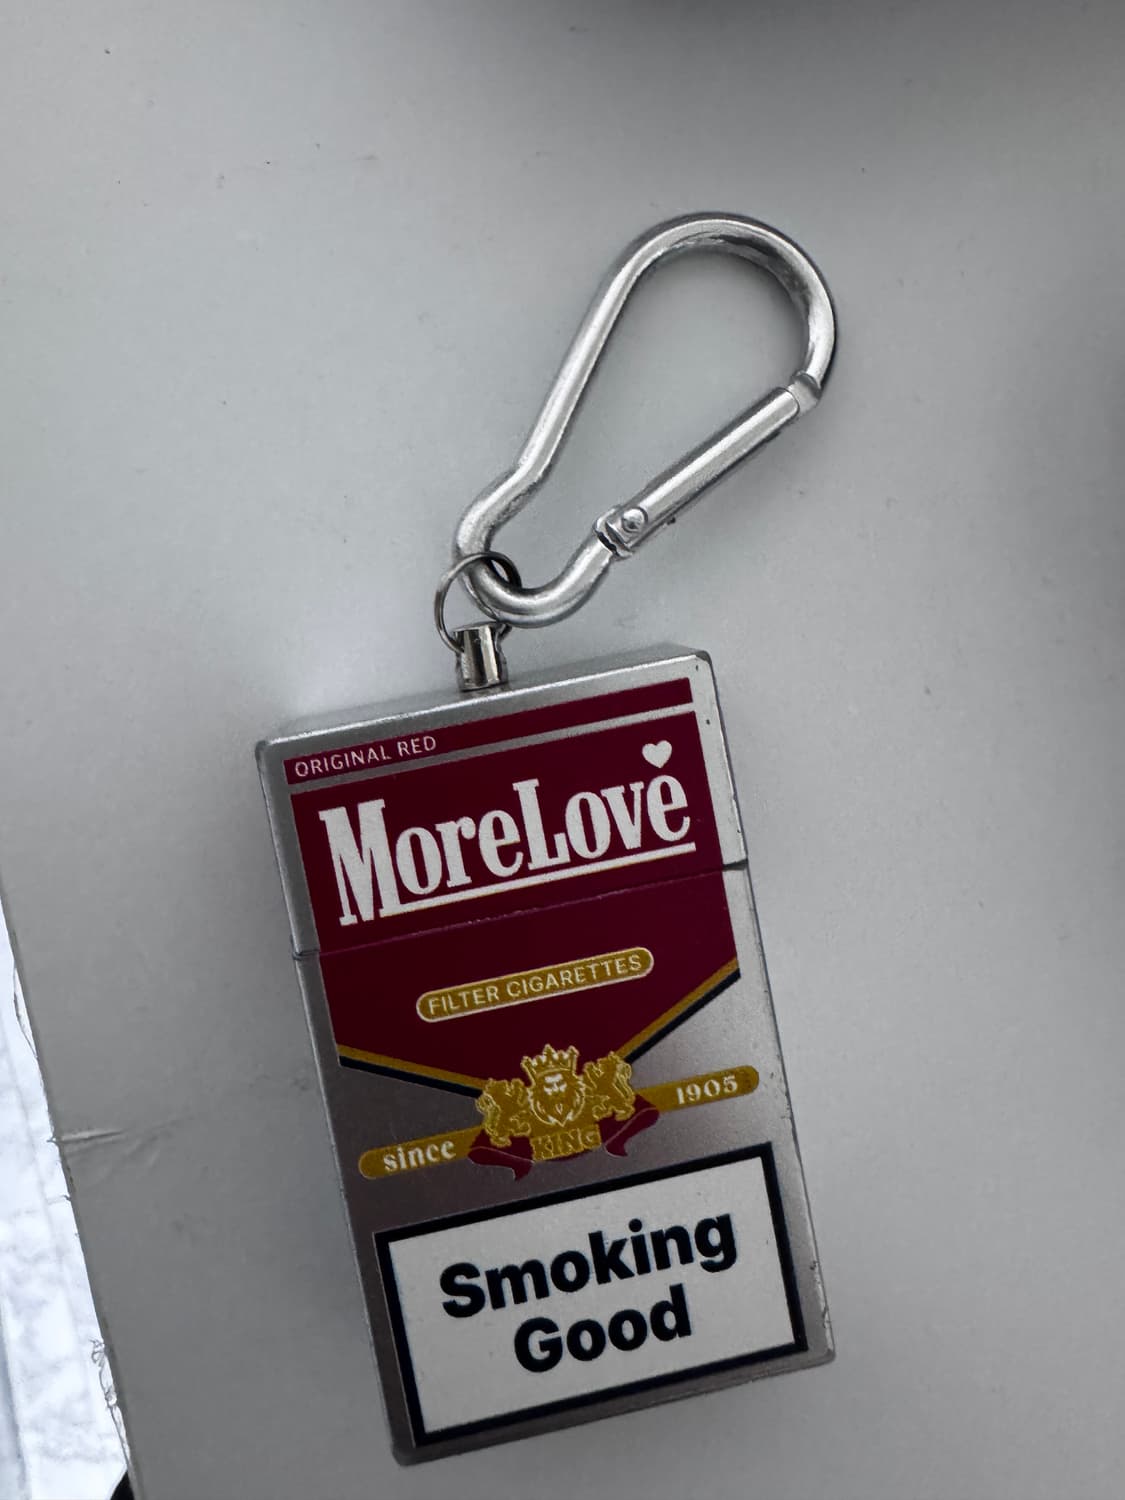 ORIGINAL RED
MoreLove
FILTER CIGARETTES
since KING 1905
Smoking
Good